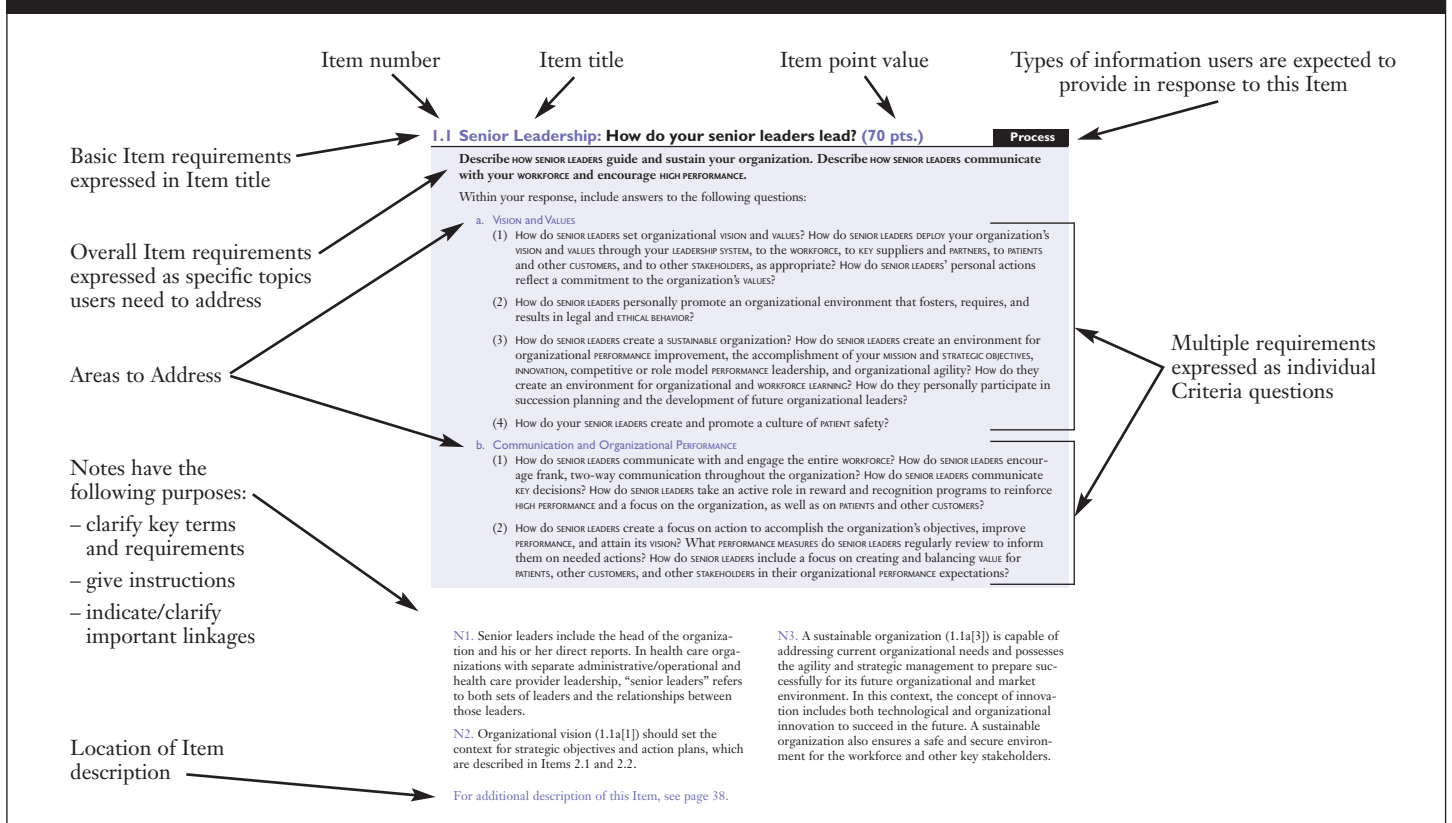 Item number
Item title
Item point value
Types of information users are expected to
provide in response to this Item
Basic Item requirements
expressed in Item title
Overall Item requirements
expressed as specific topics
users need to address
Areas to Address
Notes have the
following purposes:
– clarify key terms
and requirements
– give instructions
– indicate/clarify
important linkages
Location of Item
description
1.1 Senior Leadership: How do your senior leaders lead? (70 pts.)
Process
Describe HOW SENIOR LEADERS guide and sustain your organization. Describe HOW SENIOR LEADERS communicate
with your WORKFORCE and encourage HIGH PERFORMANCE.
Within your response, include answers to the following questions:
a. VISION and VALUES
(1) HOW do SENIOR LEADERS set organizational VISION and VALUES? HOW do SENIOR LEADERS DEPLOY your organization's
VISION and VALUES through your LEADERSHIP SYSTEM, to the WORKFORCE, to KEY suppliers and PARTNERS, to PATIENTS
and other CUSTOMERS, and to other STAKEHOLDERS, as appropriate? HOW do SENIOR LEADERS' personal actions
reflect a commitment to the organization's VALUES?
(2) HOW do SENIOR LEADERS personally promote an organizational environment that fosters, requires, and
results in legal and ETHICAL BEHAVIOR?
(3) HOW do SENIOR LEADERS create a SUSTAINABLE organization? HOW do SENIOR LEADERS create an environment for
organizational PERFORMANCE improvement, the accomplishment of your MISSION and STRATEGIC OBJECTIVES,
INNOVATION, competitive or role model PERFORMANCE leadership, and organizational agility? HOW do they
create an environment for organizational and WORKFORCE LEARNING? HOW do they personally participate in
succession planning and the development of future organizational leaders?
(4) HOW do your SENIOR LEADERS create and promote a culture of PATIENT safety?
b. Communication and Organizational PERFORMANCE
(1) HOW do SENIOR LEADERS communicate with and engage the entire WORKFORCE? HOW do SENIOR LEADERS encour-
age frank, two-way communication throughout the organization? HOW do SENIOR LEADERS communicate
KEY decisions? HOW do SENIOR LEADERS take an active role in reward and recognition programs to reinforce
HIGH PERFORMANCE and a focus on the organization, as well as on PATIENTS and other CUSTOMERS?
(2) HOW do SENIOR LEADERS create a focus on action to accomplish the organization's objectives, improve
PERFORMANCE, and attain its VISION? What PERFORMANCE MEASURES do SENIOR LEADERS regularly review to inform
them on needed actions? HOW do SENIOR LEADERS include a focus on creating and balancing VALUE for
PATIENTS, other CUSTOMERS, and other STAKEHOLDERS in their organizational PERFORMANCE expectations?
Multiple requirements
expressed as individual
Criteria questions
N1. Senior leaders include the head of the organiza-
tion and his or her direct reports. In health care orga-
nizations with separate administrative/operational and
health care provider leadership, “senior leaders” refers
to both sets of leaders and the relationships between
those leaders.
N2. Organizational vision (1.1a[1]) should set the
context for strategic objectives and action plans, which
are described in Items 2.1 and 2.2.
For additional description of this Item, see page 38.
N3. A sustainable organization (1.1a[3]) is capable of
addressing current organizational needs and possesses
the agility and strategic management to prepare suc-
cessfully for its future organizational and market
environment. In this context, the concept of innova-
tion includes both technological and organizational
innovation to succeed in the future. A sustainable
organization also ensures a safe and secure environ-
ment for the workforce and other key stakeholders.